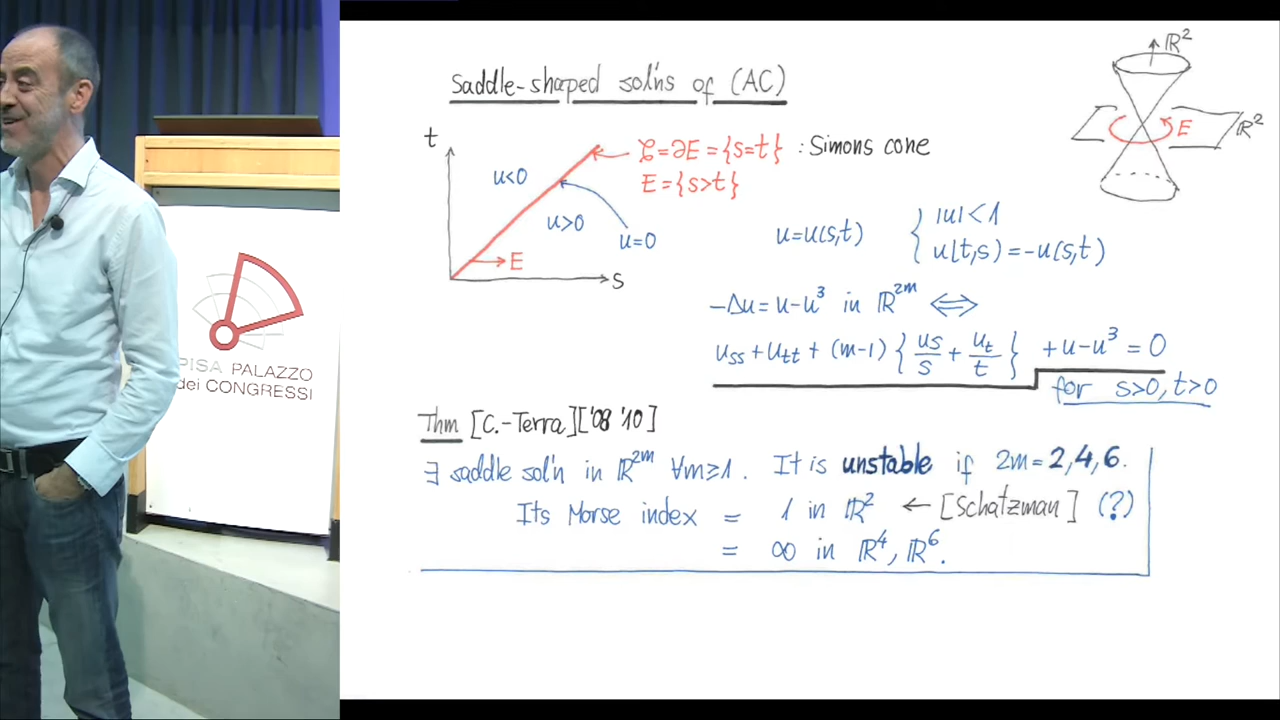 PISA PALAZZO
dei CONGRESSI
saddle-shaped sol'ns of (AC)
ℝ²
E
ℝ²
t
u<0
u>0
u=0
E
s
𝒞=∂E={s=t} : Simons cone
E={s>t}
u=u(s,t) { |u|<1
u(t,s)=-u(s,t)
-Δu=u-u³ in ℝ²ᵐ ⟺
u_ss+u_tt+(m-1){u_s/s+u_t/t}+u-u³=0
for s>0,t>0
Thm [C.-Terra]['08 '10]
∃ saddle sol'n in ℝ²ᵐ ∀m≥1. It is unstable if 2m=2,4,6.
Its Morse index = 1 in ℝ² ← [Schatzman] (?)
= ∞ in ℝ⁴, ℝ⁶.